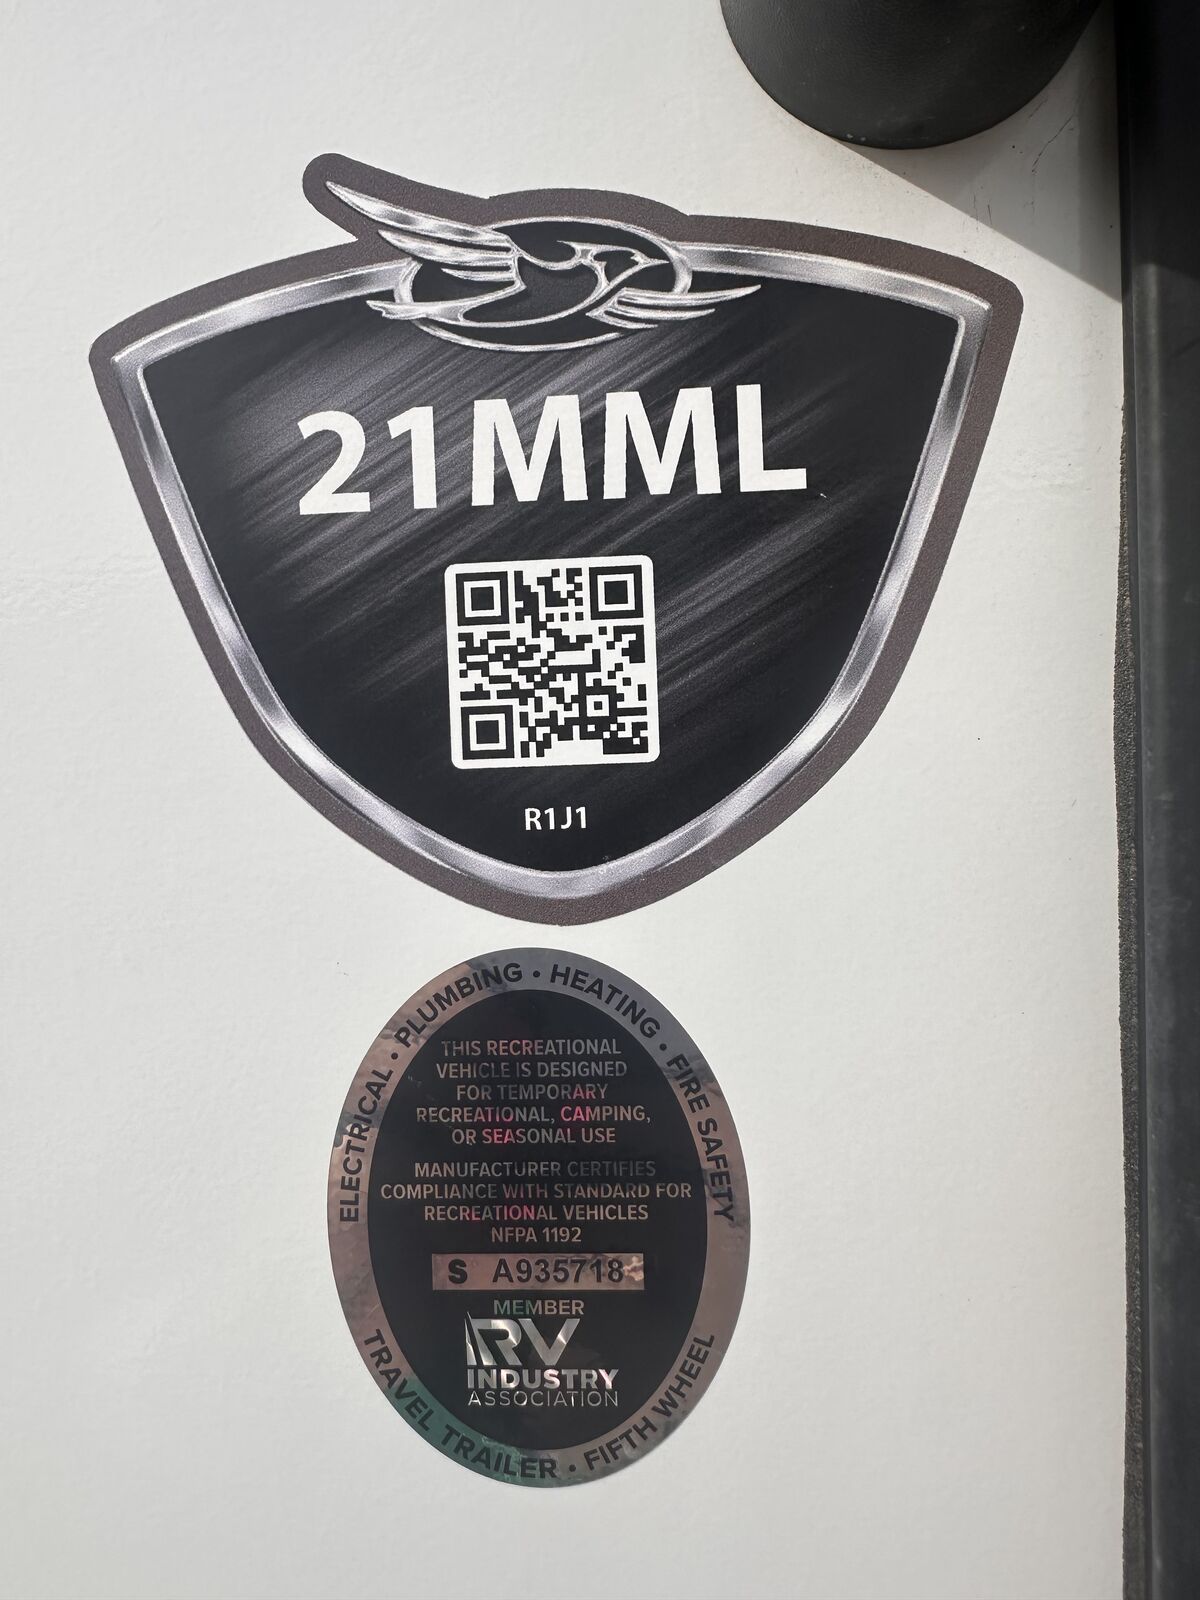 21MML
R1J1
ELECTRICAL • PLUMBING • HEATING • FIRE SAFETY
THIS RECREATIONAL
VEHICLE IS DESIGNED
FOR TEMPORARY
RECREATIONAL, CAMPING,
OR SEASONAL USE
MANUFACTURER CERTIFIES
COMPLIANCE WITH STANDARD FOR
RECREATIONAL VEHICLES
NFPA 1192
S A935718
MEMBER
RV
INDUSTRY
ASSOCIATION
TRAVEL TRAILER • FIFTH WHEEL